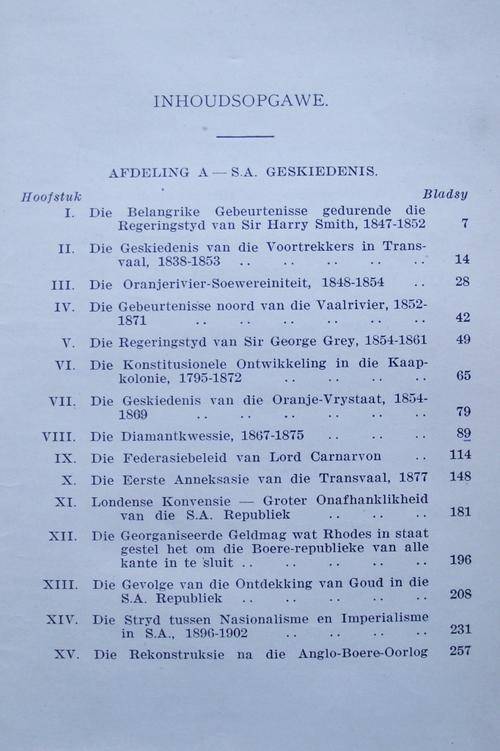 INHOUDSOPGAWE.
AFDELING A — S.A. GESKIEDENIS.
Hoofstuk Bladsy
I. Die Belangrike Gebeurtenisse gedurende die
Regeringstyd van Sir Harry Smith, 1847-1852 7
II. Die Geskiedenis van die Voortrekkers in Trans-
vaal, 1838-1853 .. .. .. .. .. 14
III. Die Oranjerivier-Soewereiniteit, 1848-1854 .. 28
IV. Die Gebeurtenisse noord van die Vaalrivier, 1852-
1871 .. .. .. .. .. .. 42
V. Die Regeringstyd van Sir George Grey, 1854-1861 49
VI. Die Konstitusionele Ontwikkeling in die Kaap-
kolonie, 1795-1872 .. .. .. .. 65
VII. Die Geskiedenis van die Oranje-Vrystaat, 1854-
1869 .. .. .. .. .. .. 79
VIII. Die Diamantkwessie, 1867-1875 .. .. .. 89
IX. Die Federasiebeleid van Lord Carnarvon .. 114
X. Die Eerste Anneksasie van die Transvaal, 1877 148
XI. Londense Konvensie — Groter Onafhanklikheid
van die S.A. Republiek .. .. .. 181
XII. Die Georganiseerde Geldmag wat Rhodes in staat
gestel het om die Boere-republieke van alle
kante in te sluit .. .. .. .. .. 196
XIII. Die Gevolge van die Ontdekking van Goud in die
S.A. Republiek .. .. .. .. .. 208
XIV. Die Stryd tussen Nasionalisme en Imperialisme
in S.A., 1896-1902 .. .. .. .. 231
XV. Die Rekonstruksie na die Anglo-Boere-Oorlog 257